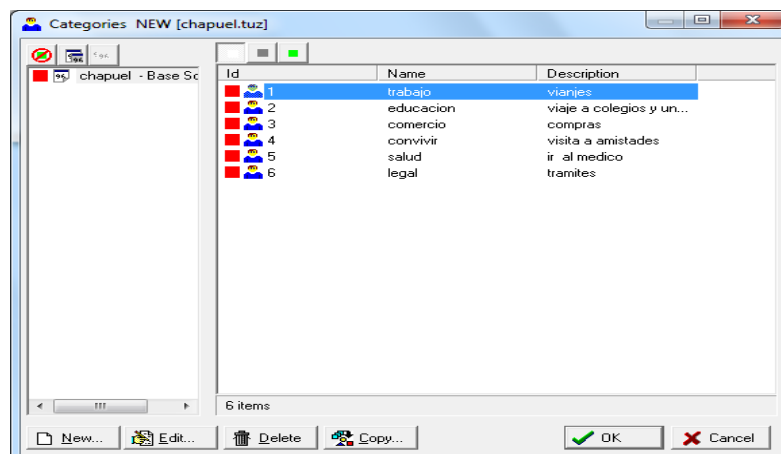 Categories NEW [chapuel.tuz]
chapuel - Base Sc
Id Name Description
1 trabajo vianjes
2 educacion viaje a colegios y un...
3 comercio compras
4 convivir visita a amistades
5 salud ir al medico
6 legal tramites
6 items
New... Edit... Delete Copy... OK Cancel